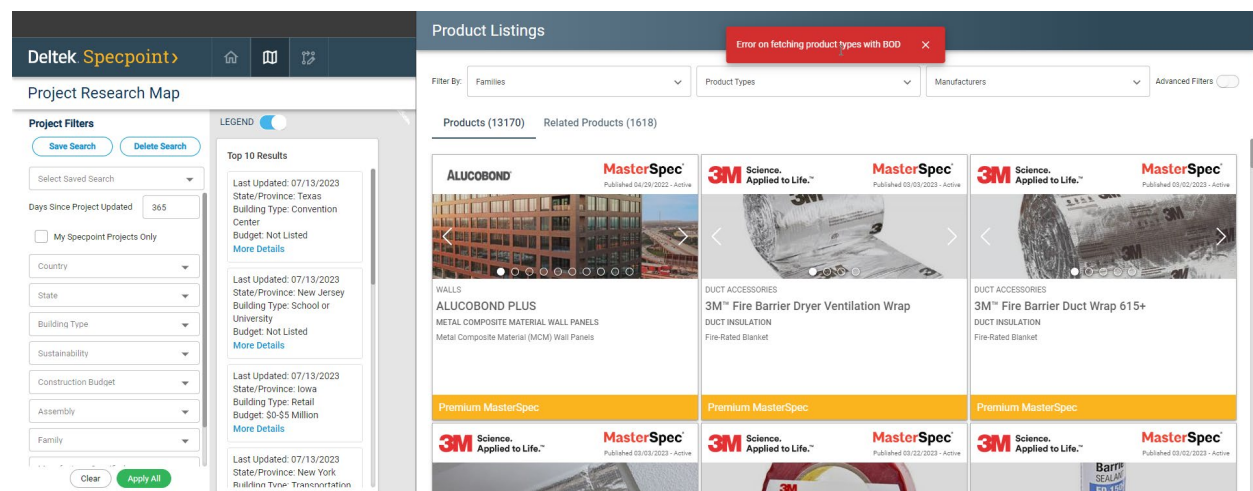 Deltek. Specpoint>
Project Research Map
Project Filters
Save Search
Delete Search
Select Saved Search
Days Since Project Updated
365
My Specpoint Projects Only
Country
State
Building Type
Sustainability
Construction Budget
Assembly
Family
Clear
Apply All
LEGEND
Top 10 Results
Last Updated: 07/13/2023
State/Province: Texas
Building Type: Convention
Center
Budget: Not Listed
More Details
Last Updated: 07/13/2023
State/Province: New Jersey
Building Type: School or
University
Budget: Not Listed
More Details
Last Updated: 07/13/2023
State/Province: Iowa
Building Type: Retail
Budget: $0-$5 Million
More Details
Last Updated: 07/13/2023
State/Province: New York
Building Type: Transportation
Product Listings
Error on fetching product types with BOD
Filter By:
Families
Product Types
Manufacturers
Advanced Filters
Products (13170)
Related Products (1618)
ALUCOBOND
MasterSpec
Published 04/29/2022 - Active
WALLS
ALUCOBOND PLUS
METAL COMPOSITE MATERIAL WALL PANELS
Metal Composite Material (MCM) Wall Panels
Premium MasterSpec
3M Science.
Applied to Life.™
MasterSpec
Published 03/03/2023 - Active
3M
DUCT ACCESSORIES
3M™ Fire Barrier Dryer Ventilation Wrap
DUCT INSULATION
Fire-Rated Blanket
Premium MasterSpec
3M Science.
Applied to Life.™
MasterSpec
Published 03/02/2023 - Active
3M
DUCT ACCESSORIES
3M™ Fire Barrier Duct Wrap 615+
DUCT INSULATION
Fire-Rated Blanket
Premium MasterSpec
3M Science.
Applied to Life.™
MasterSpec
Published 03/03/2023 - Active
3M Science.
Applied to Life.™
MasterSpec
Published 03/22/2023 - Active
3M
3M Science.
Applied to Life.™
MasterSpec
Published 03/02/2023 - Active